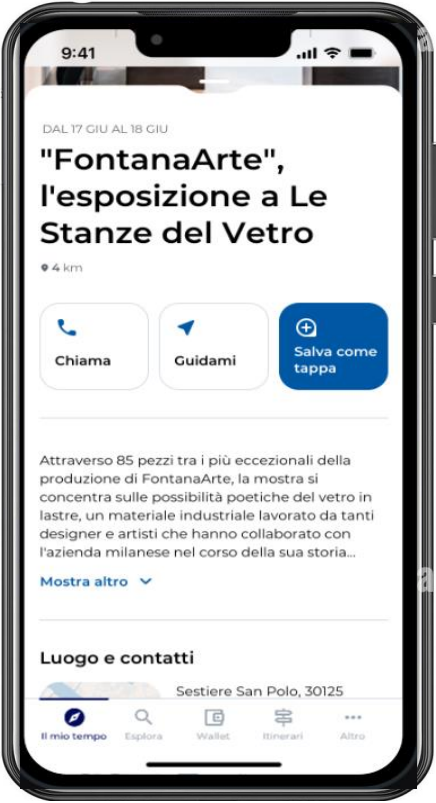 9:41
DAL 17 GIU AL 18 GIU
"FontanaArte",
l'esposizione a Le
Stanze del Vetro
4 km
Chiama
Guidami
Salva come
tappa
Attraverso 85 pezzi tra i più eccezionali della
produzione di FontanaArte, la mostra si
concentra sulle possibilità poetiche del vetro in
lastre, un materiale industriale lavorato da tanti
designer e artisti che hanno collaborato con
l'azienda milanese nel corso della sua storia...
Mostra altro
Luogo e contatti
Sestiere San Polo, 30125
Il mio tempo
Esplora
Wallet
Itinerari
Altro